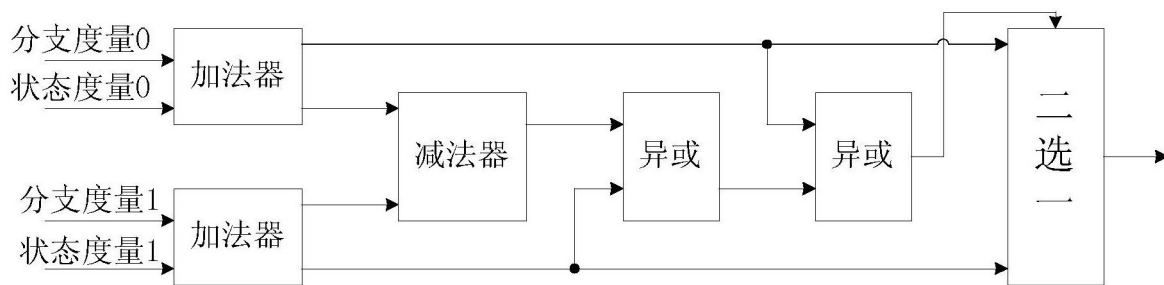 分支度量0
状态度量0
加法器
减法器
异或
异或
二选一
分支度量1
状态度量1
加法器